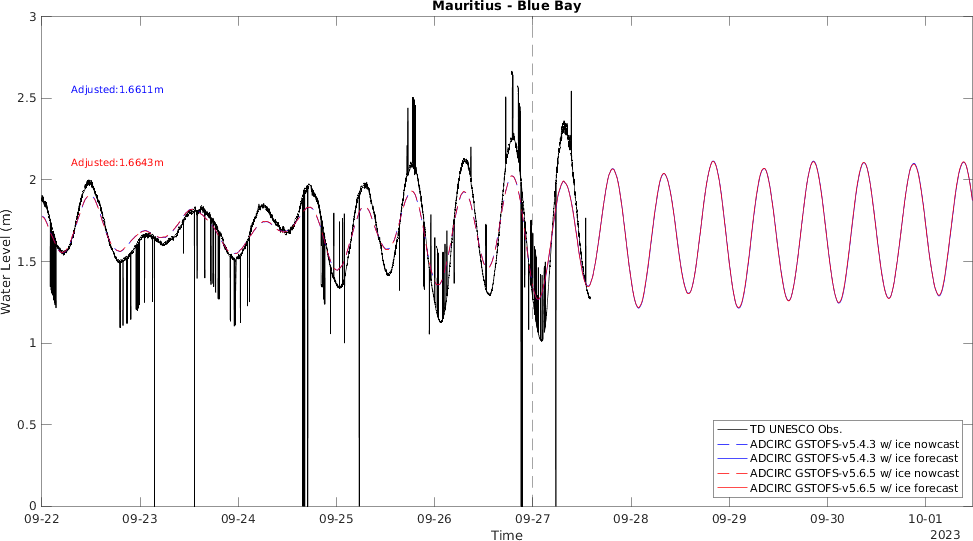 Mauritius - Blue Bay
3
2.5
2
1.5
1
0.5
0
Water Level (m)
Adjusted:1.6611m
Adjusted:1.6643m
TD UNESCO Obs.
ADCIRC GSTOFS-v5.4.3 w/ ice nowcast
ADCIRC GSTOFS-v5.4.3 w/ ice forecast
ADCIRC GSTOFS-v5.6.5 w/ ice nowcast
ADCIRC GSTOFS-v5.6.5 w/ ice forecast
09-22 09-23 09-24 09-25 09-26 09-27 09-28 09-29 09-30 10-01
2023
Time